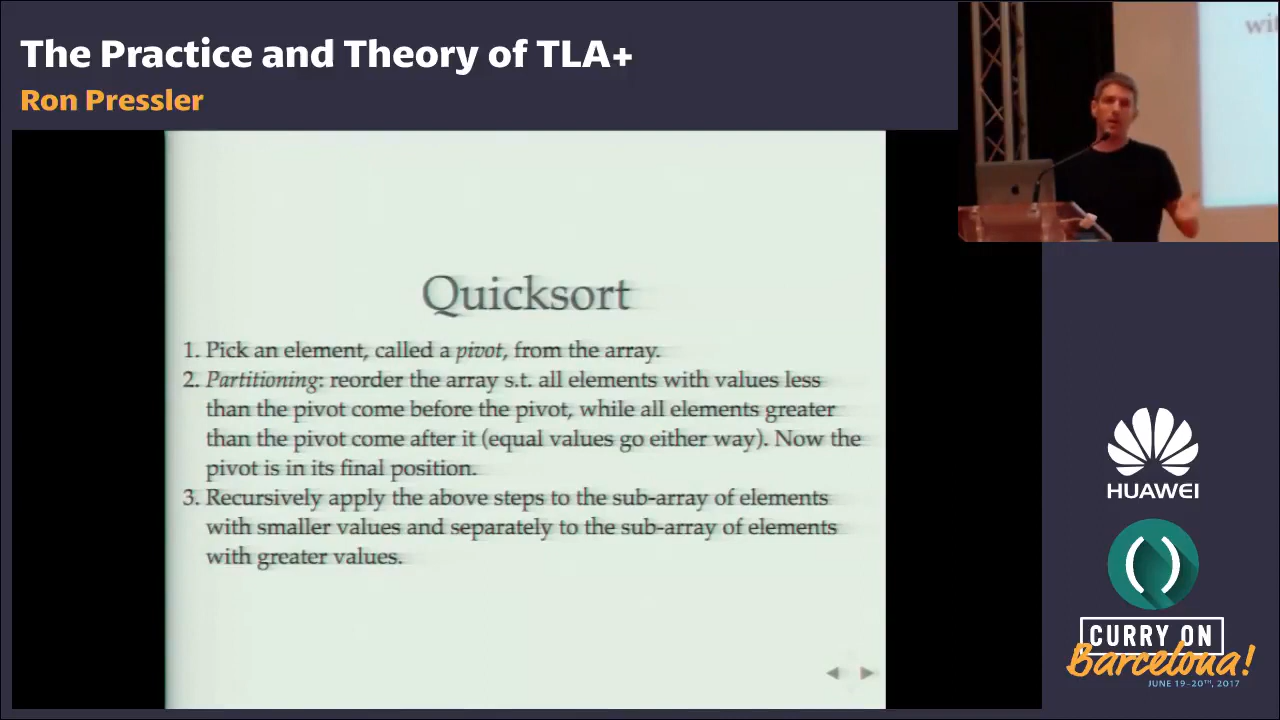 The Practice and Theory of TLA+
Ron Pressler
wi
Quicksort
1. Pick an element, called a pivot, from the array.
2. Partitioning: reorder the array s.t. all elements with values less
than the pivot come before the pivot, while all elements greater
than the pivot come after it (equal values go either way). Now the
pivot is in its final position.
3. Recursively apply the above steps to the sub-array of elements
with smaller values and separately to the sub-array of elements
with greater values.
HUAWEI
CURRY ON
Barcelona!
JUNE 19-20TH, 2017